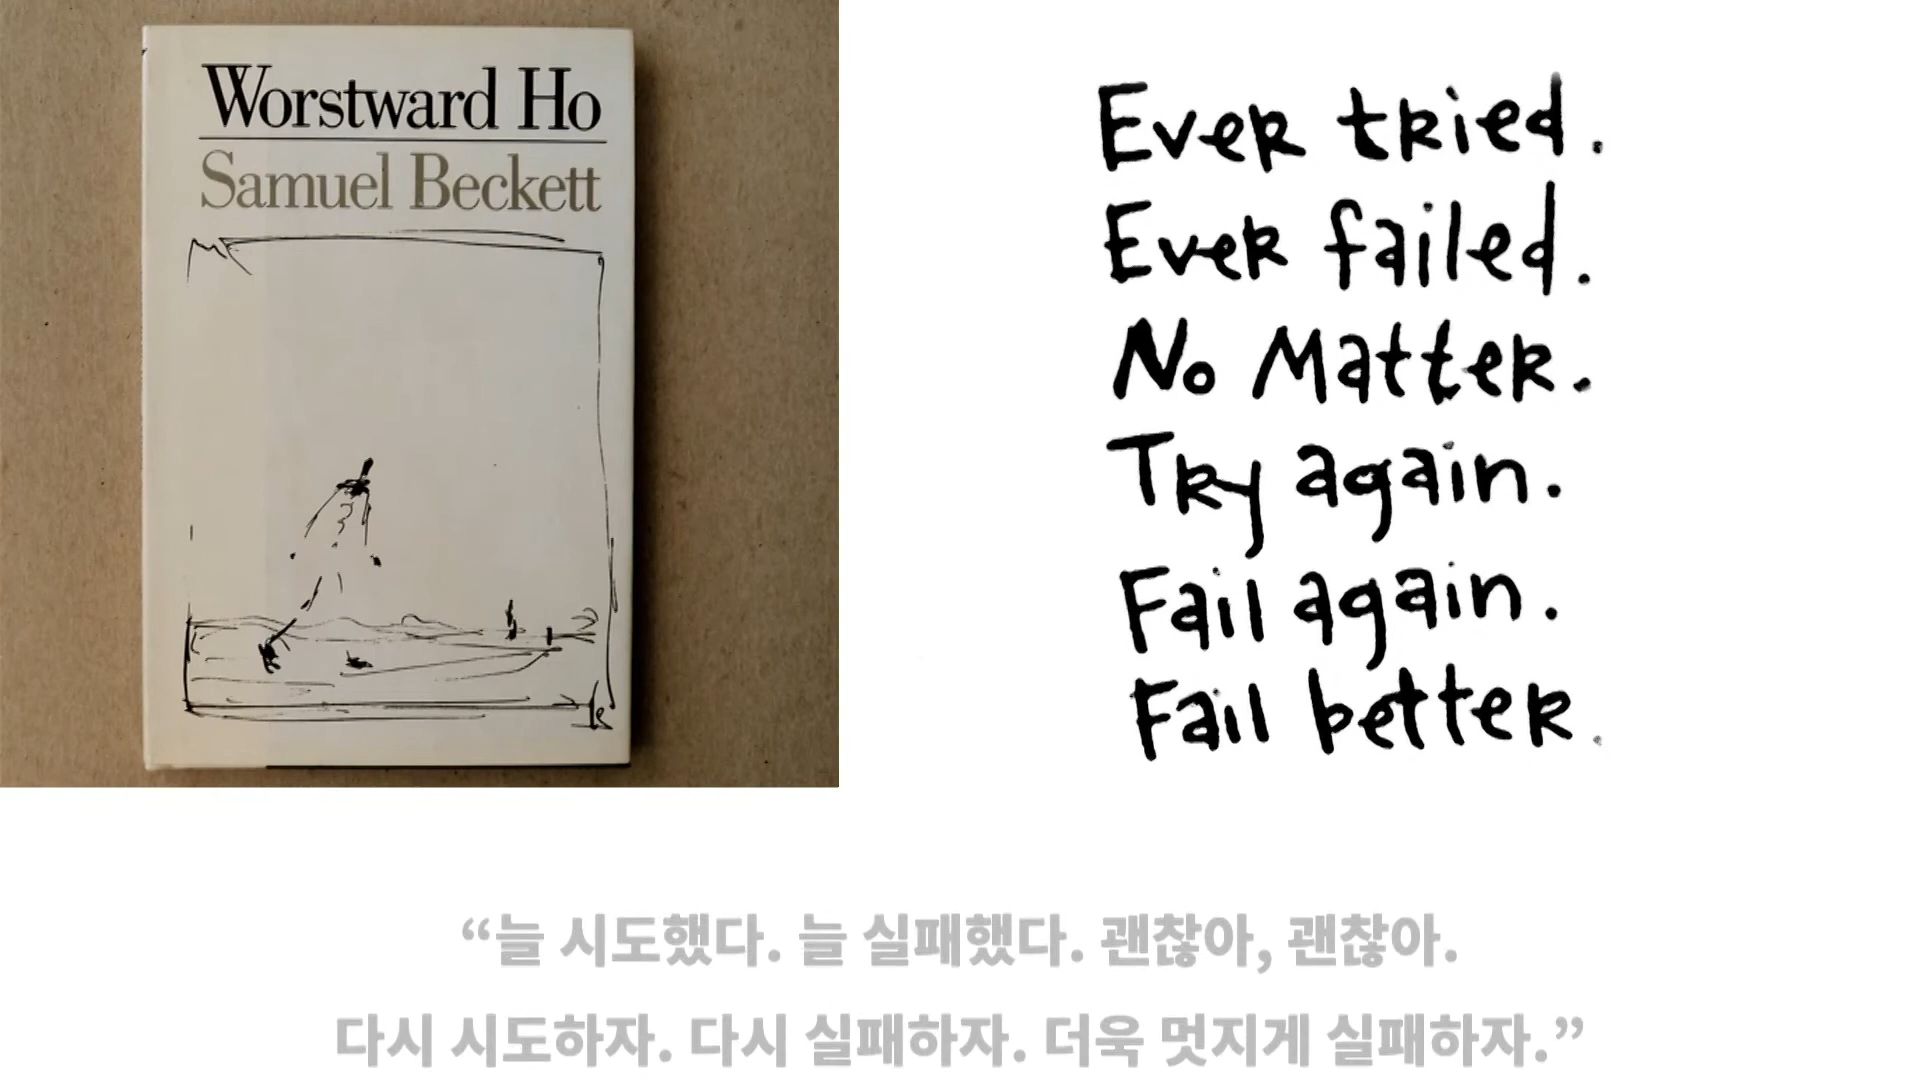 Worstward Ho
Samuel Beckett
Ever tried.
Ever failed.
No Matter.
Try again.
Fail again.
Fail better.
“늘 시도했다. 늘 실패했다. 괜찮아, 괜찮아.
다시 시도하자. 다시 실패하자. 더욱 멋지게 실패하자.”